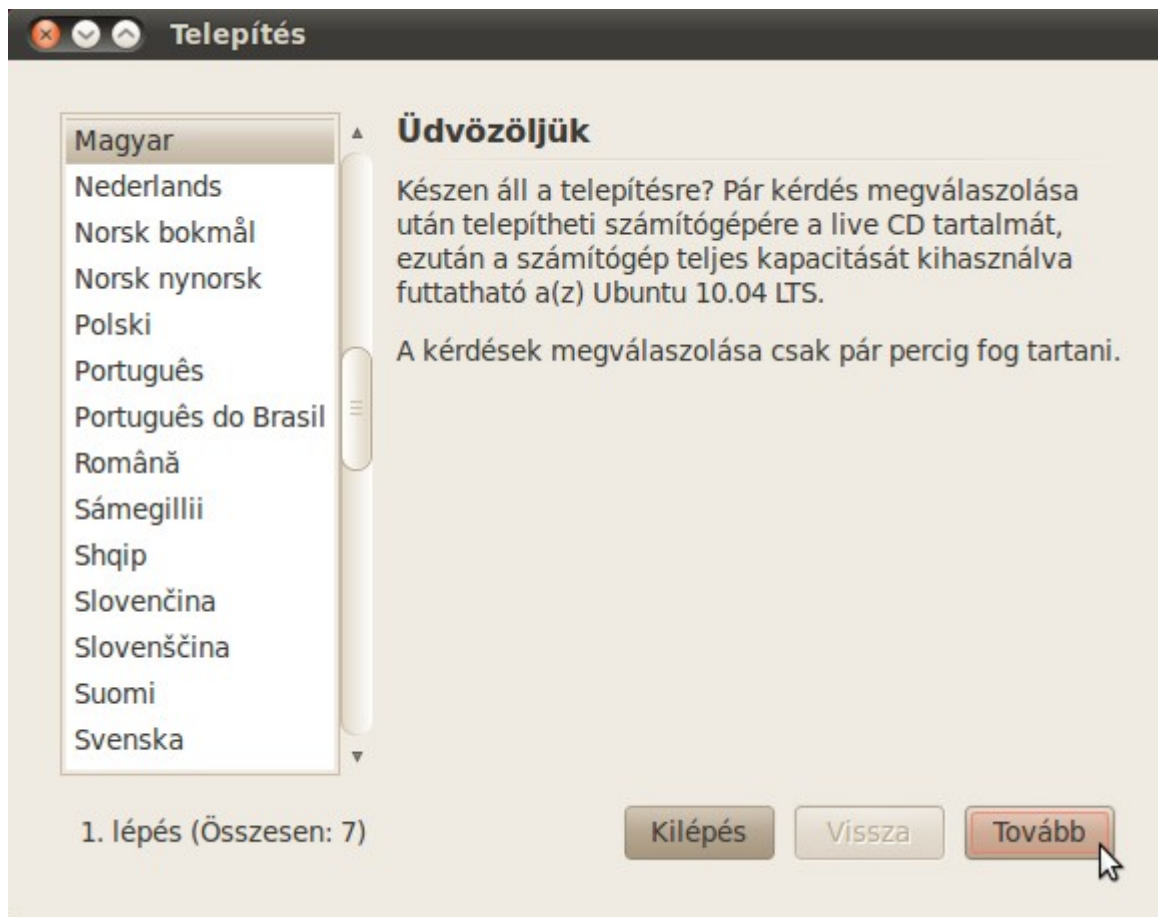 Telepítés
Magyar
Nederlands
Norsk bokmål
Norsk nynorsk
Polski
Português
Português do Brasil
Română
Sámegillii
Shqip
Slovenčina
Slovenščina
Suomi
Svenska
Üdvözöljük
Készen áll a telepítésre? Pár kérdés megválaszolása
után telepítheti számítógépére a live CD tartalmát,
ezután a számítógép teljes kapacitását kihasználva
futtatható a(z) Ubuntu 10.04 LTS.
A kérdések megválaszolása csak pár percig fog tartani.
1. lépés (Összesen: 7)
Kilépés
Vissza
Tovább